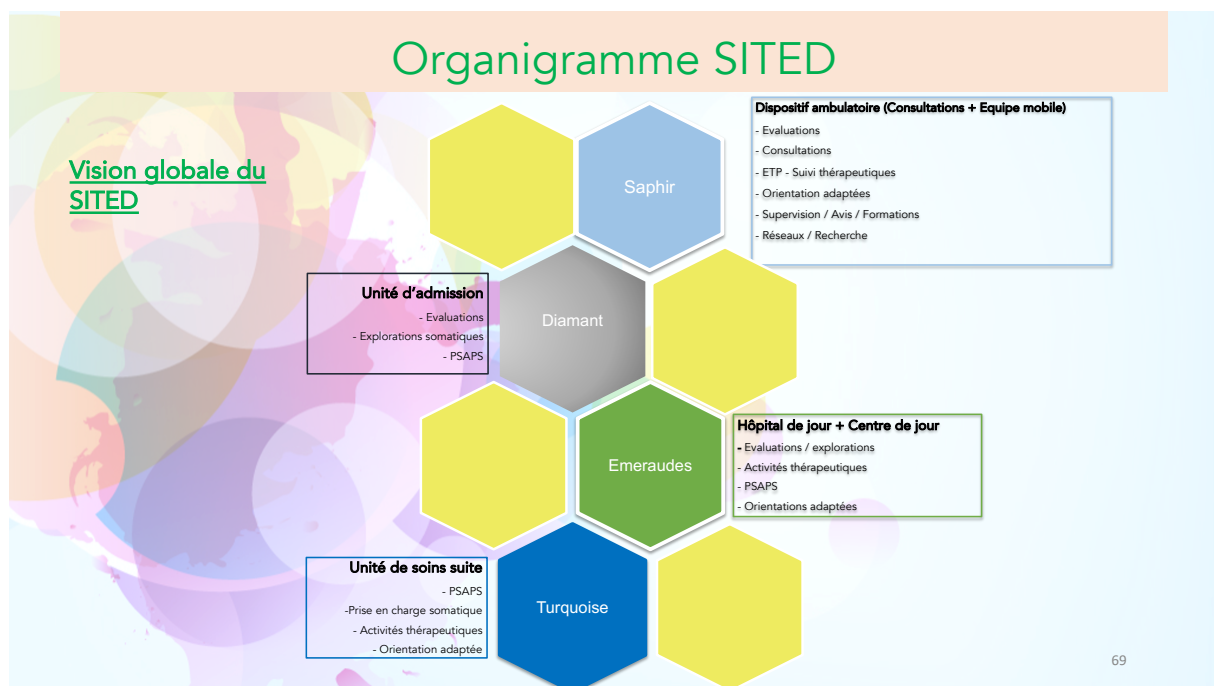 Organigramme SITED
Vision globale du
SITED
Saphir
Dispositif ambulatoire (Consultations + Equipe mobile)
- Evaluations
- Consultations
- ETP - Suivi thérapeutiques
- Orientation adaptées
- Supervision / Avis / Formations
- Réseaux / Recherche
Unité d’admission
- Evaluations
- Explorations somatiques
- PSAPS
Diamant
Emeraudes
Hôpital de jour + Centre de jour
- Evaluations / explorations
- Activités thérapeutiques
- PSAPS
- Orientations adaptées
Unité de soins suite
- PSAPS
-Prise en charge somatique
- Activités thérapeutiques
- Orientation adaptée
Turquoise
69